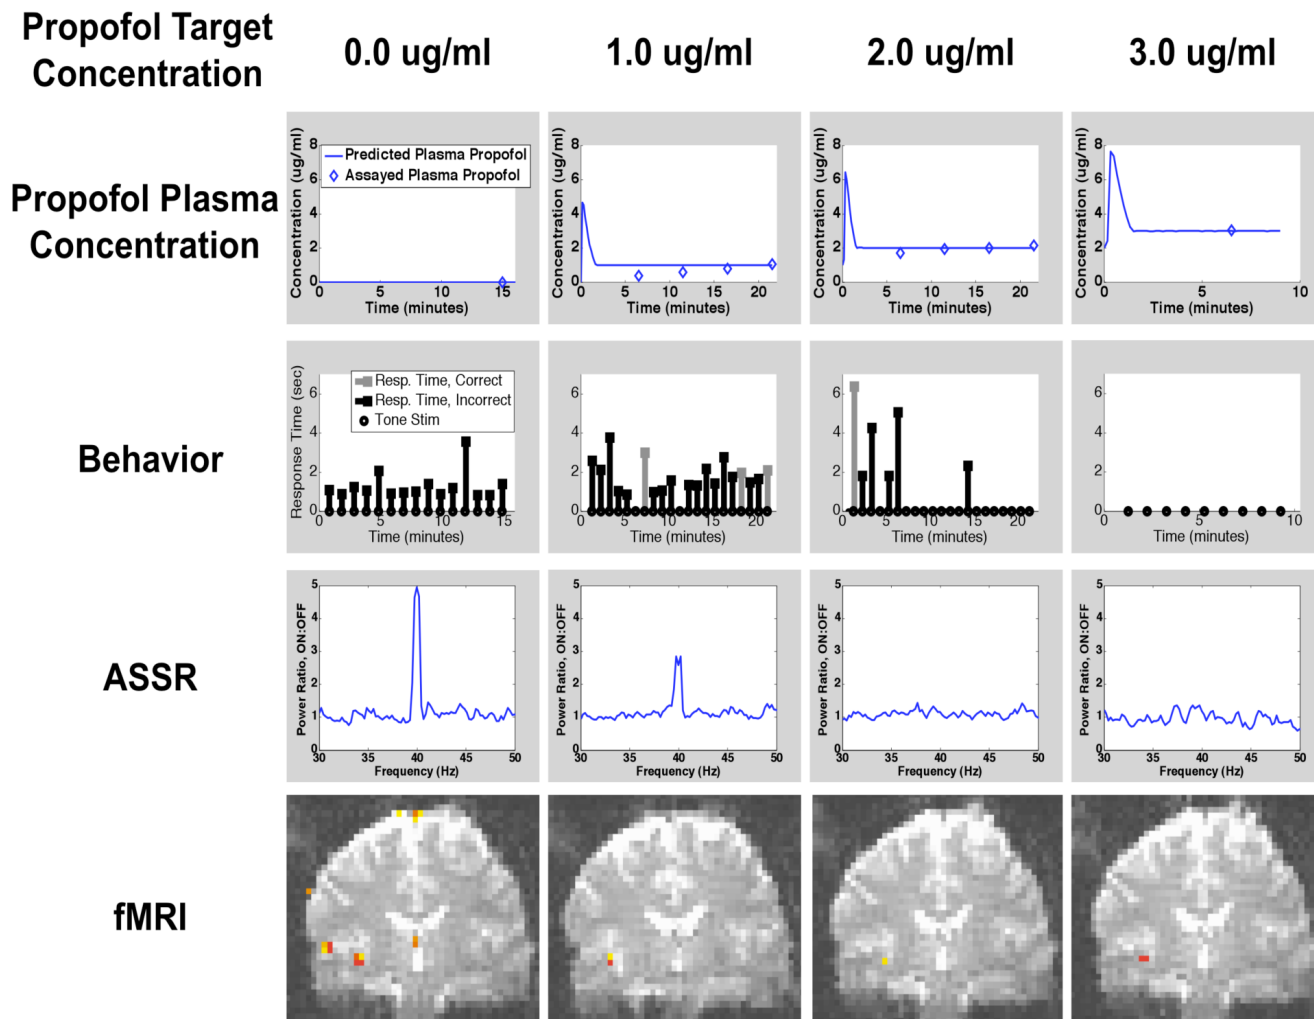 Propofol Target
Concentration
0.0 ug/ml
1.0 ug/ml
2.0 ug/ml
3.0 ug/ml
Propofol Plasma
Concentration
Concentration (ug/ml)
8
6
4
2
0
Predicted Plasma Propofol
Assayed Plasma Propofol
0 5 10 15
Time (minutes)
Concentration (ug/ml)
8
6
4
2
0
0 5 10 15 20
Time (minutes)
Concentration (ug/ml)
8
6
4
2
0
0 5 10 15 20
Time (minutes)
Concentration (ug/ml)
8
6
4
2
0
0 5 10
Time (minutes)
Behavior
Response Time (sec)
6
4
2
0
Resp. Time, Correct
Resp. Time, Incorrect
Tone Stim
0 5 10 15
Time (minutes)
6
4
2
0
0 5 10 15 20
Time (minutes)
6
4
2
0
0 5 10 15 20
Time (minutes)
6
4
2
0
0 5 10
Time (minutes)
ASSR
Power Ratio, ON:OFF
5
4
3
2
1
0
30 35 40 45 50
Frequency (Hz)
Power Ratio, ON:OFF
5
4
3
2
1
0
30 35 40 45 50
Frequency (Hz)
Power Ratio, ON:OFF
5
4
3
2
1
0
30 35 40 45 50
Frequency (Hz)
Power Ratio, ON:OFF
5
4
3
2
1
0
30 35 40 45 50
Frequency (Hz)
fMRI